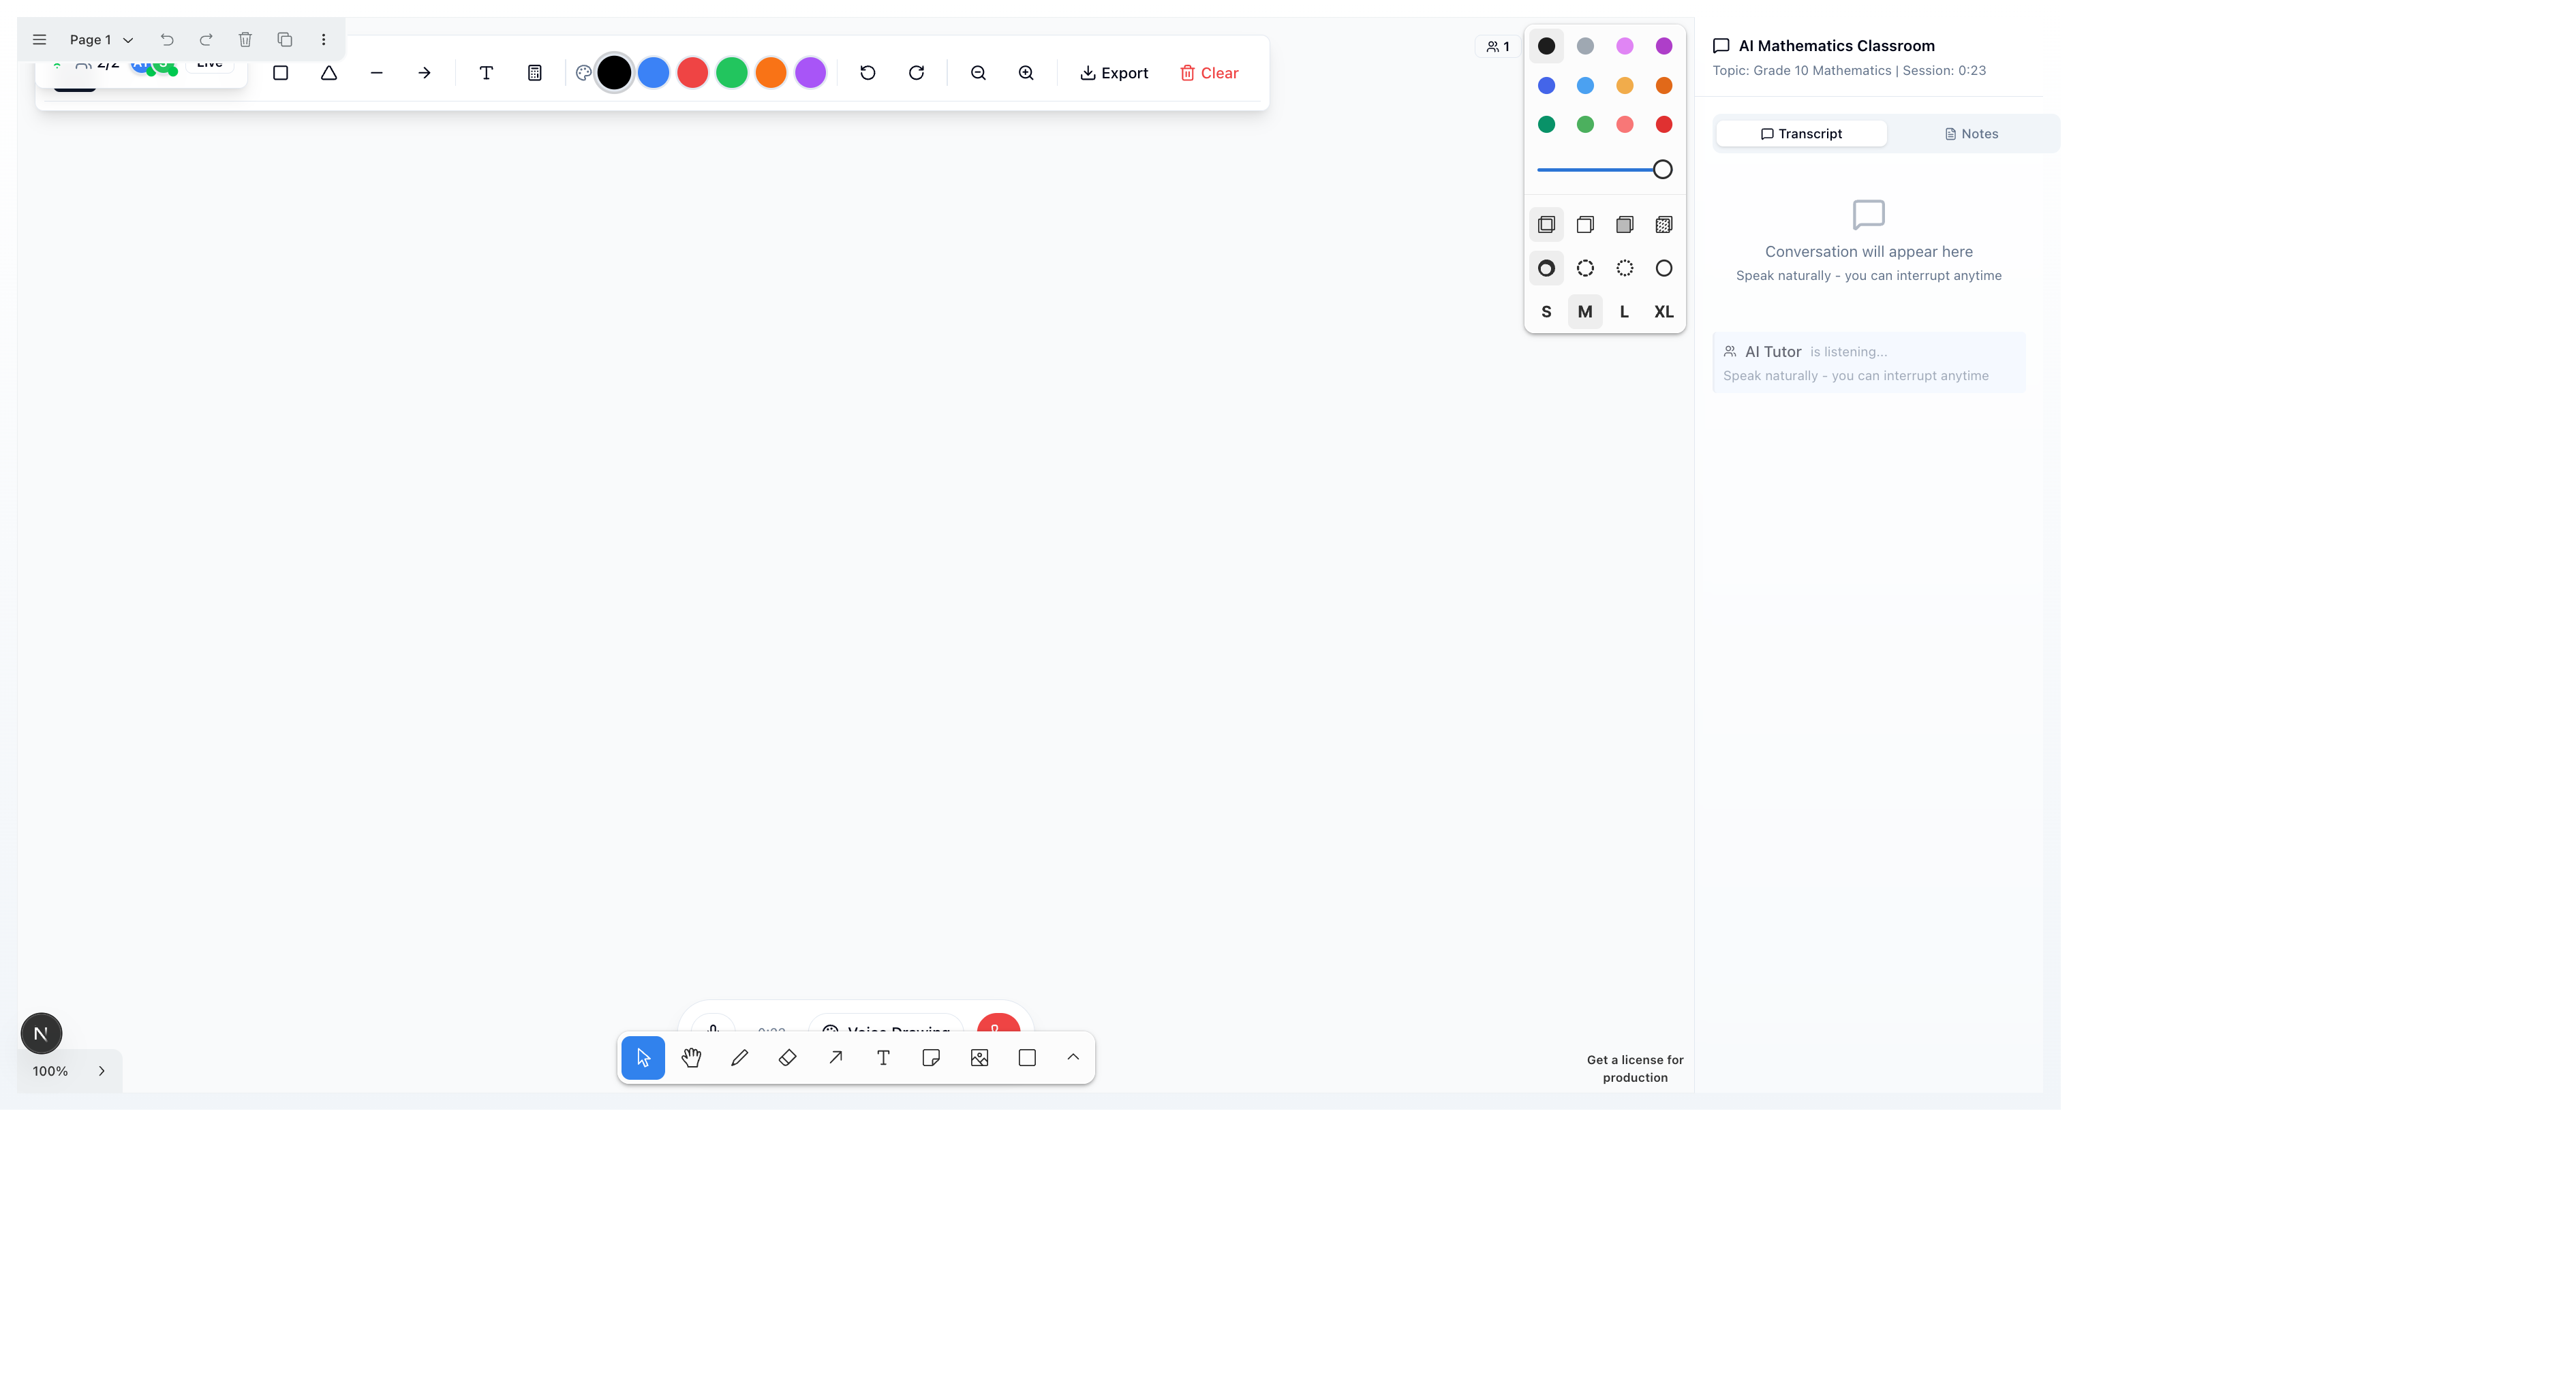 Page 1
2/2
Live
Export
Clear
1
S M L XL
AI Mathematics Classroom
Topic: Grade 10 Mathematics | Session: 0:23
Transcript
Notes
Conversation will appear here
Speak naturally - you can interrupt anytime
AI Tutor is listening...
Speak naturally - you can interrupt anytime
Voice Drawing
N
100%
Get a license for
production